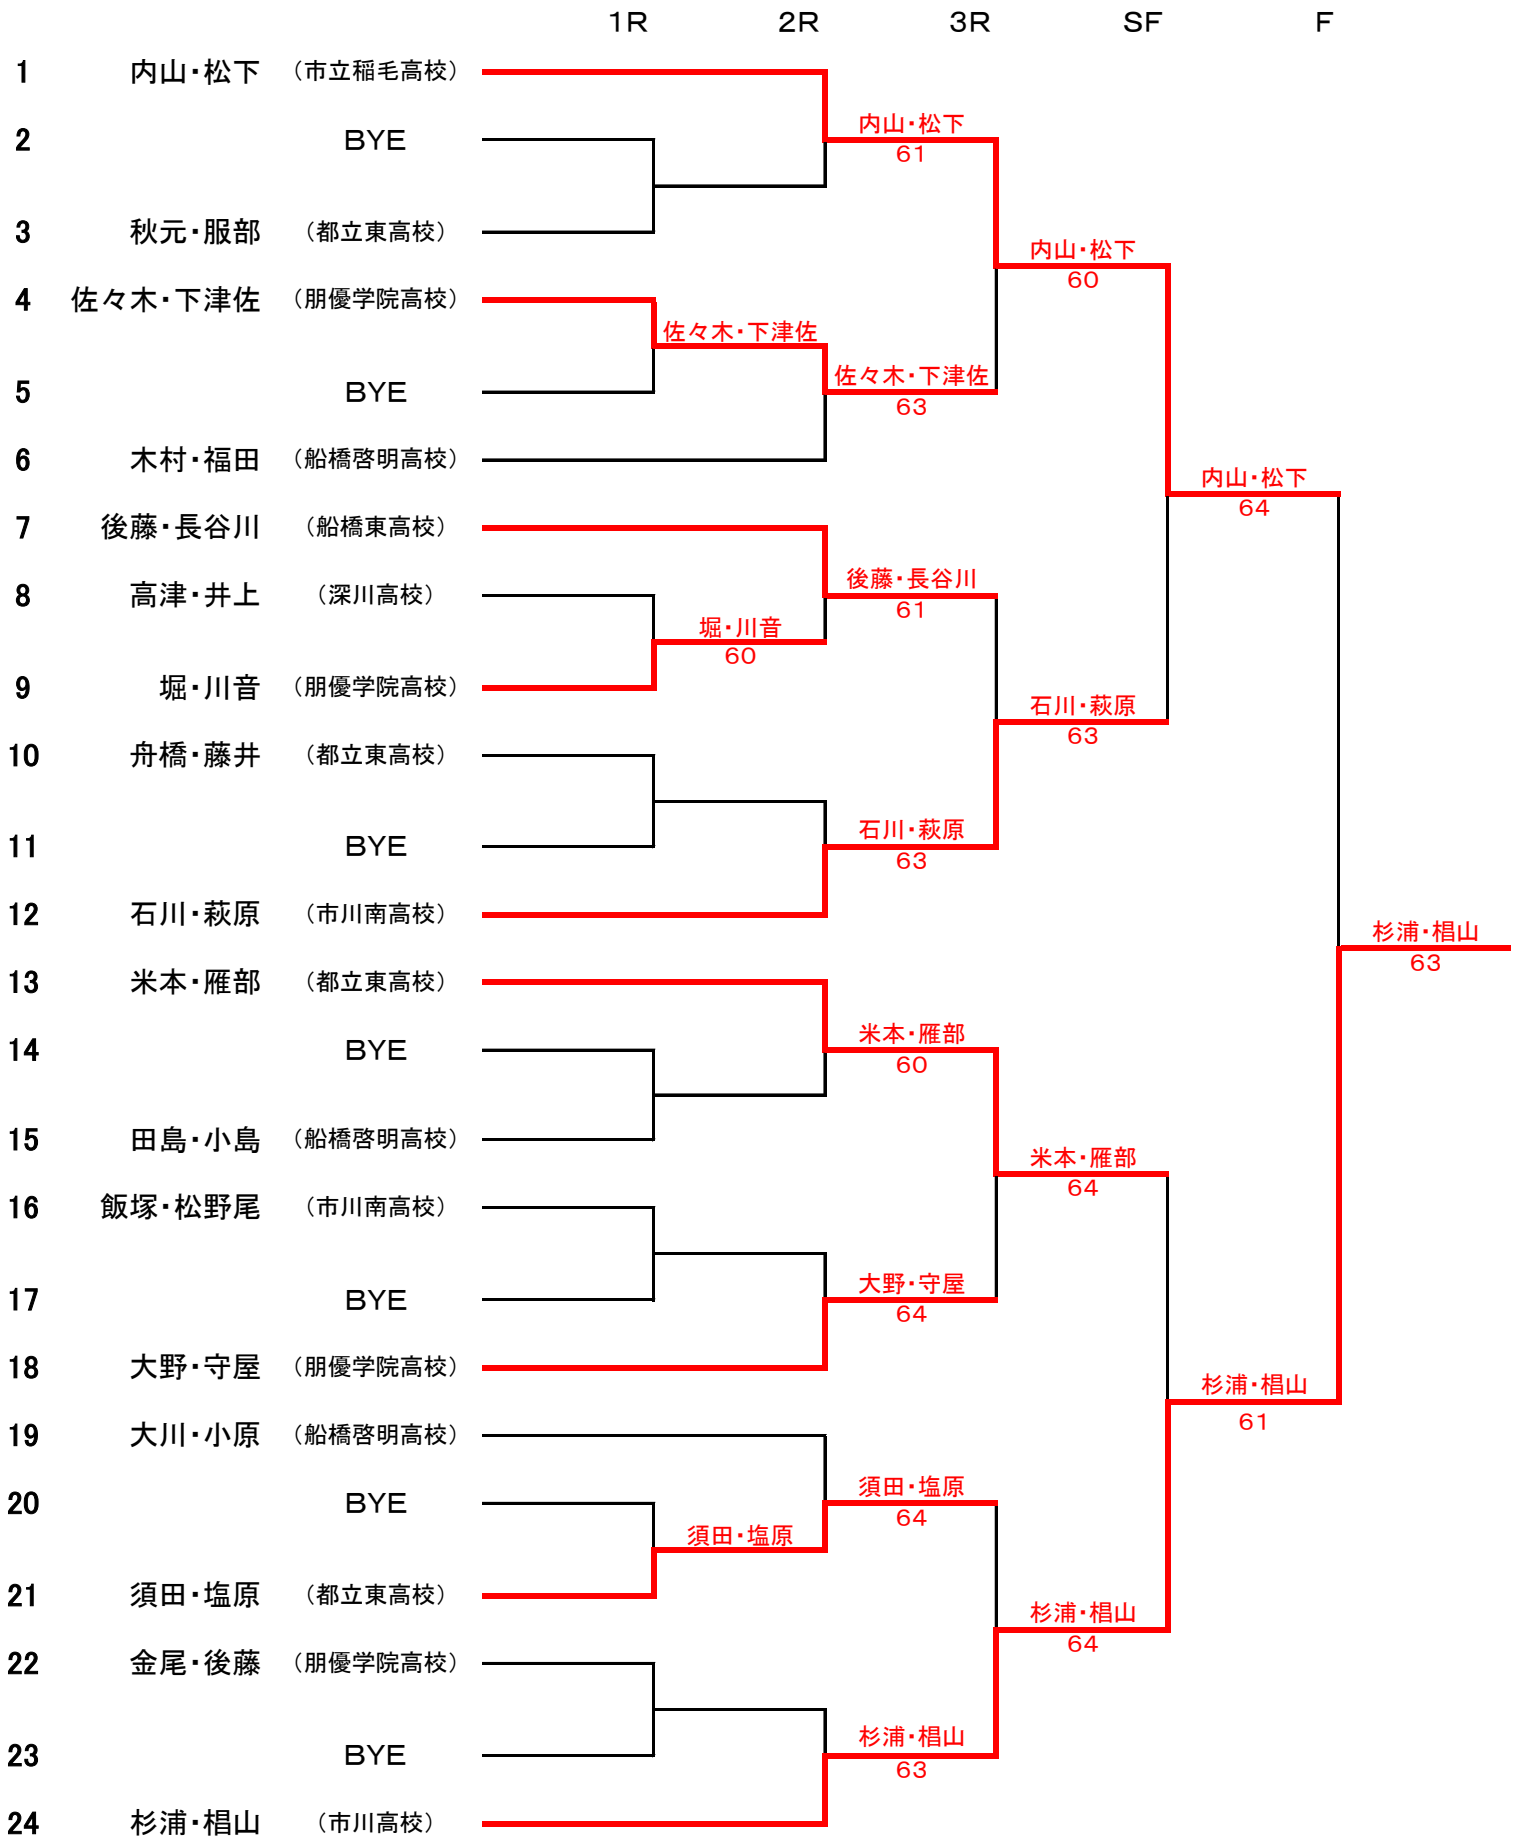 1R 2R 3R SF F
1 内山・松下 （市立稲毛高校）
内山・松下
2 BYE
61
3 秋元・服部 （都立東高校）
内山・松下
60
4 佐々木・下津佐 （朋優学院高校）
佐々木・下津佐
佐々木・下津佐
5 BYE
63
6 木村・福田 （船橋啓明高校）
内山・松下
64
7 後藤・長谷川 （船橋東高校）
後藤・長谷川
8 高津・井上 （深川高校）
61
堀・川音
60
9 堀・川音 （朋優学院高校）
石川・萩原
63
10 舟橋・藤井 （都立東高校）
石川・萩原
11 BYE
63
12 石川・萩原 （市川南高校）
杉浦・椙山
63
13 米本・雁部 （都立東高校）
米本・雁部
14 BYE
60
15 田島・小島 （船橋啓明高校）
米本・雁部
64
16 飯塚・松野尾 （市川南高校）
大野・守屋
17 BYE
64
18 大野・守屋 （朋優学院高校）
杉浦・椙山
61
19 大川・小原 （船橋啓明高校）
須田・塩原
20 BYE
64
須田・塩原
21 須田・塩原 （都立東高校）
杉浦・椙山
64
22 金尾・後藤 （朋優学院高校）
杉浦・椙山
23 BYE
63
24 杉浦・椙山 （市川高校）